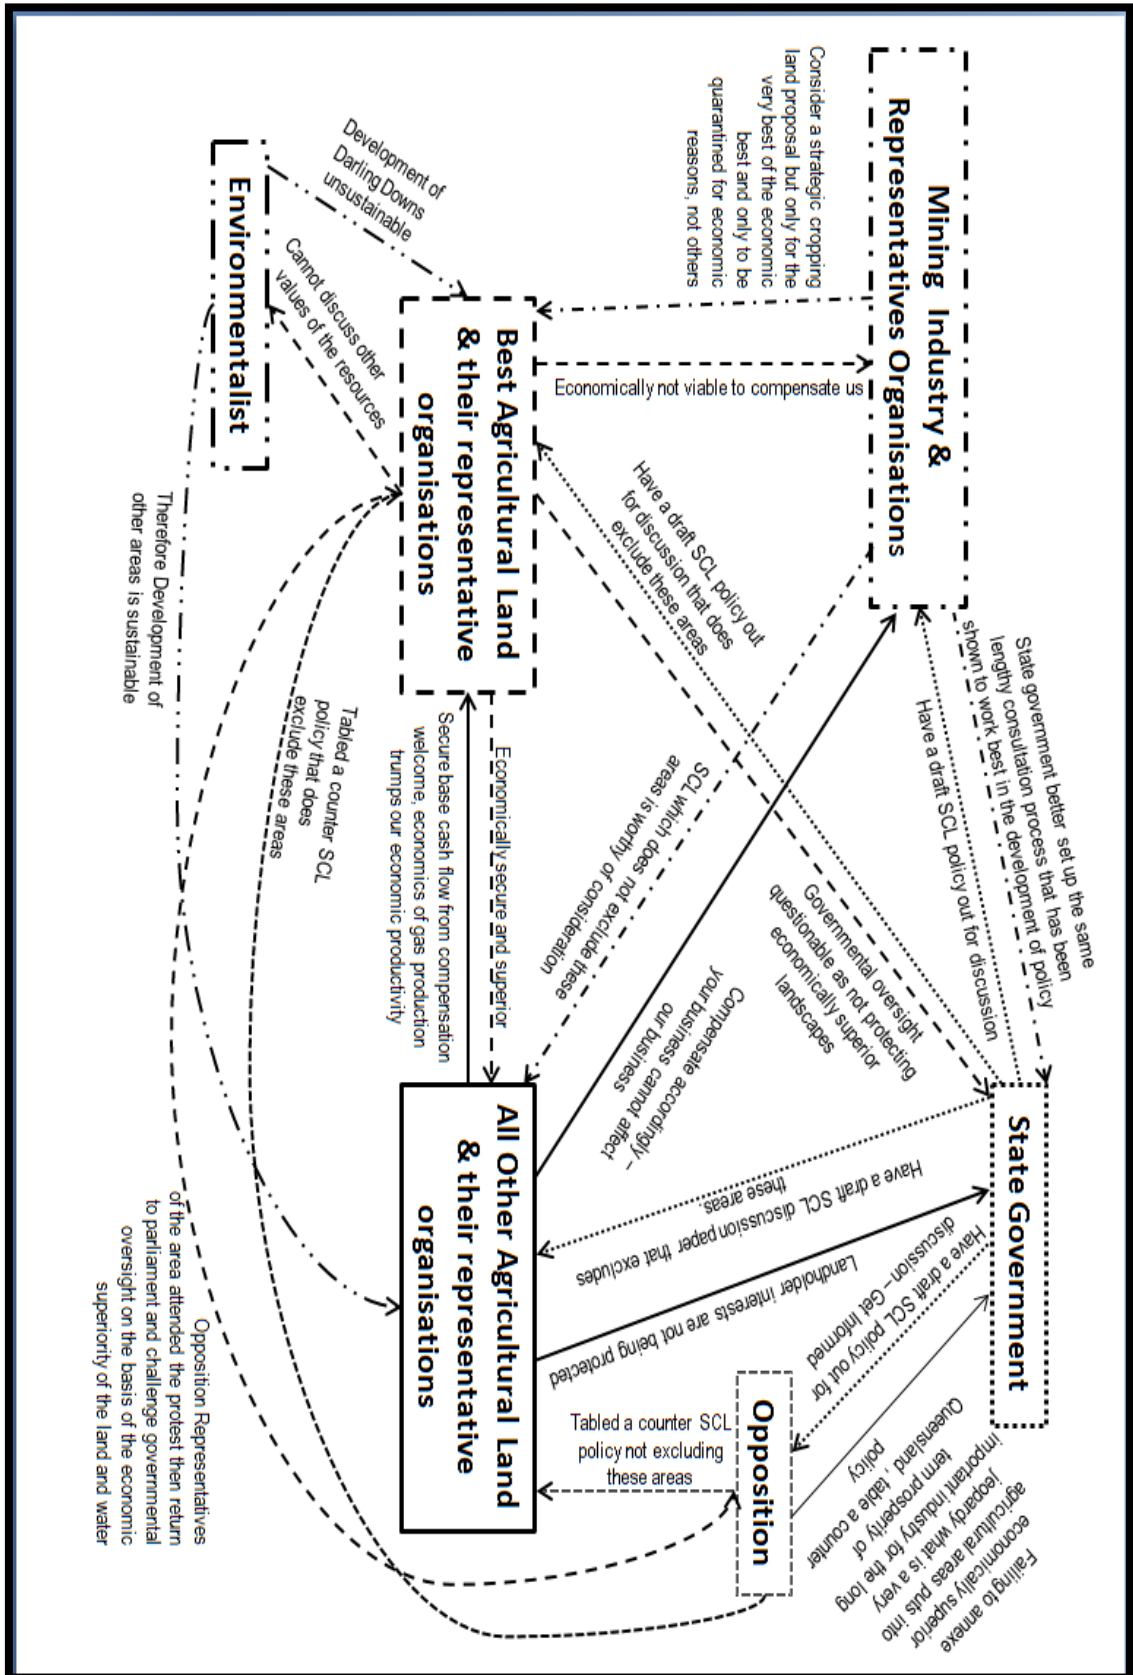 Mining Industry &
Representatives Organisations
State government better set up the same
lengthy consultation process that has been
shown to work best in the development of policy
Have a draft SCL policy out for discussion
State Government
Consider a strategic cropping
land proposal but only for the
very best of the economic
best and only to be
quarantined for economic
reasons, not others
Economically not viable to compensate us
Have a draft SCL policy out
for discussion that does
exclude these areas
SCL which does not exclude these
areas is worthy of consideration
Governmental oversight
questionable as not protecting
economically superior
landscapes
Compensate accordingly –
your business cannot affect
our business
Have a draft SCL discussion paper that excludes
these areas.
Landholder interests are not being protected
Have a draft SCL policy out for
discussion – Get Informed
Failing to annexe
economically superior
agricultural areas puts into
jeopardy what is a very
important industry for the long
term prosperity of
Queensland , table a counter
policy
Opposition
Tabled a counter SCL
policy not excluding
these areas
Best Agricultural Land
& their representative
organisations
Economically secure and superior
Secure base cash flow from compensation
welcome, economics of gas production
trumps our economic productivity
All Other Agricultural Land
& their representative
organisations
Development of
Darling Downs
unsustainable
Cannot discuss other
values of the resources
Environmentalist
Tabled a counter SCL
policy that does
exclude these areas
Therefore Development of
other areas is sustainable
Opposition Representatives
of the area attended the protest then return
to parliament and challenge governmental
oversight on the basis of the economic
superiority of the land and water